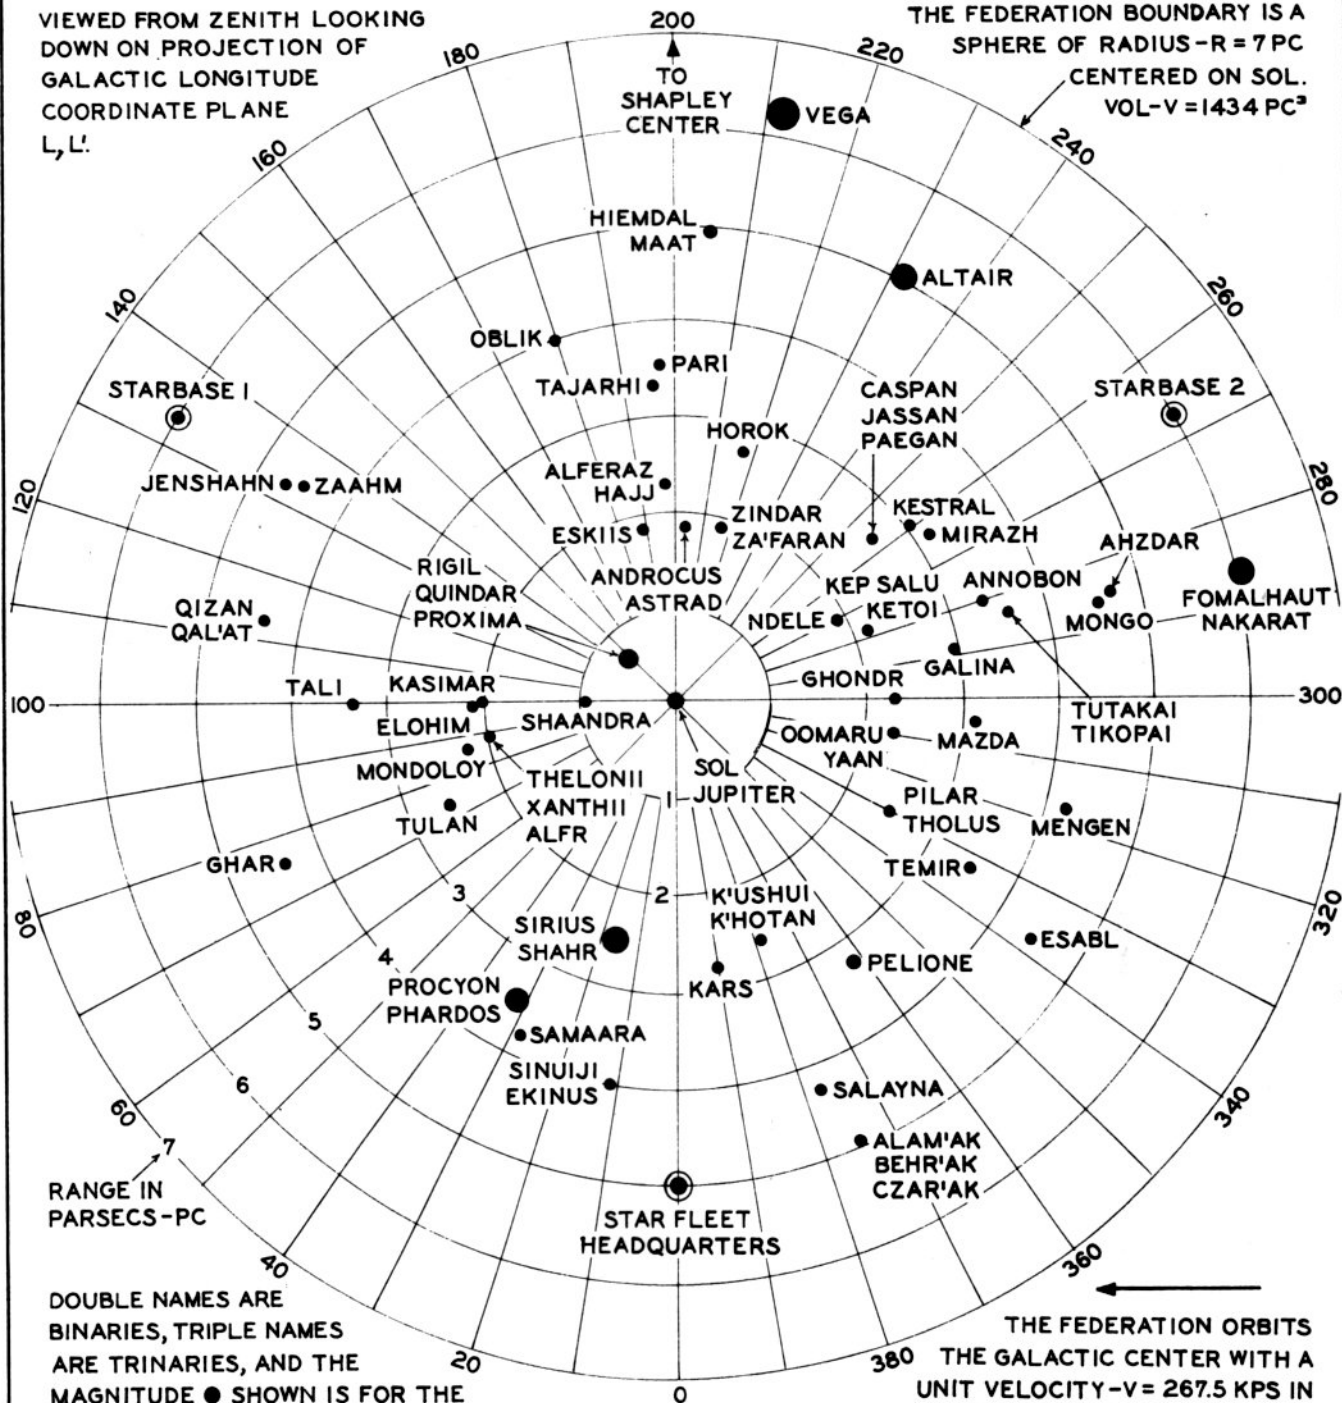 VIEWED FROM ZENITH LOOKING
DOWN ON PROJECTION OF
GALACTIC LONGITUDE
COORDINATE PLANE
L, L'.
THE FEDERATION BOUNDARY IS A
SPHERE OF RADIUS-R = 7 PC
CENTERED ON SOL.
VOL-V = 1434 PC³
200
180
220
160
240
140
260
120
280
100
300
80
320
60
340
40
360
20
380
0
TO
SHAPLEY
CENTER
VEGA
HIEMDAL
MAAT
ALTAIR
OBLIK
PARI
TAJARHI
STARBASE 1
CASPAN
JASSAN
PAEGAN
STARBASE 2
HOROK
JENSHAHN
ZAAHM
ALFERAZ
HAJJ
ESKIIS
ZINDAR
ZA'FARAN
KESTRAL
MIRAZH
AHZDAR
RIGIL
QUINDAR
PROXIMA
ANDROCUS
ASTRAD
KEP SALU
KETOI
ANNOBON
NDELE
MONGO
FOMALHAUT
NAKARAT
QIZAN
QAL'AT
GALINA
TALI
KASIMAR
GHONDR
ELOHIM
SHAANDRA
TUTAKAI
TIKOPAI
OOMARU
YAAN
MAZDA
MONDOLOY
THELONII
XANTHII
ALFR
SOL
JUPITER
1
TULAN
PILAR
THOLUS
MENGEN
GHAR
TEMIR
3
2
K'USHUI
K'HOTAN
SIRIUS
SHAHR
ESABL
4
PELIONE
PROCYON
PHARDOS
KARS
5
SAMAARA
SINUIJI
EKINUS
6
SALAYNA
7
ALAM'AK
BEHR'AK
CZAR'AK
RANGE IN
PARSECS-PC
STAR FLEET
HEADQUARTERS
DOUBLE NAMES ARE
BINARIES, TRIPLE NAMES
ARE TRINARIES, AND THE
MAGNITUDE ● SHOWN IS FOR THE
THE FEDERATION ORBITS
THE GALACTIC CENTER WITH A
UNIT VELOCITY-V = 267.5 KPS IN